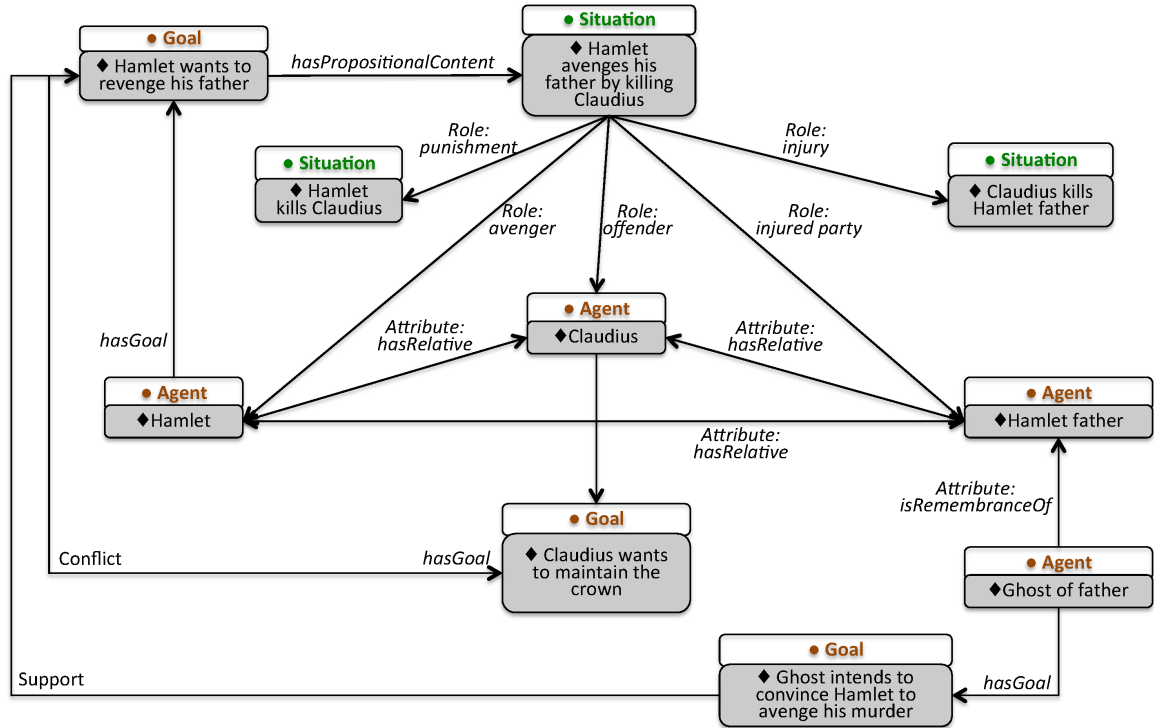 ● Situation
♦ Hamlet
avenges his
father by killing
Claudius
● Goal
♦ Hamlet wants to
revenge his father
hasPropositionalContent
Role:
punishment
Role:
injury
● Situation
♦ Hamlet
kills Claudius
● Situation
♦ Claudius kills
Hamlet father
Role:
avenger
Role:
offender
Role:
injured party
● Agent
♦Claudius
hasGoal
Attribute:
hasRelative
Attribute:
hasRelative
● Agent
♦Hamlet
● Agent
♦Hamlet father
Attribute:
hasRelative
Attribute:
isRemembranceOf
● Goal
♦ Claudius wants
to maintain the
crown
Conflict
hasGoal
● Agent
♦Ghost of father
● Goal
♦ Ghost intends to
convince Hamlet to
avenge his murder
Support
hasGoal